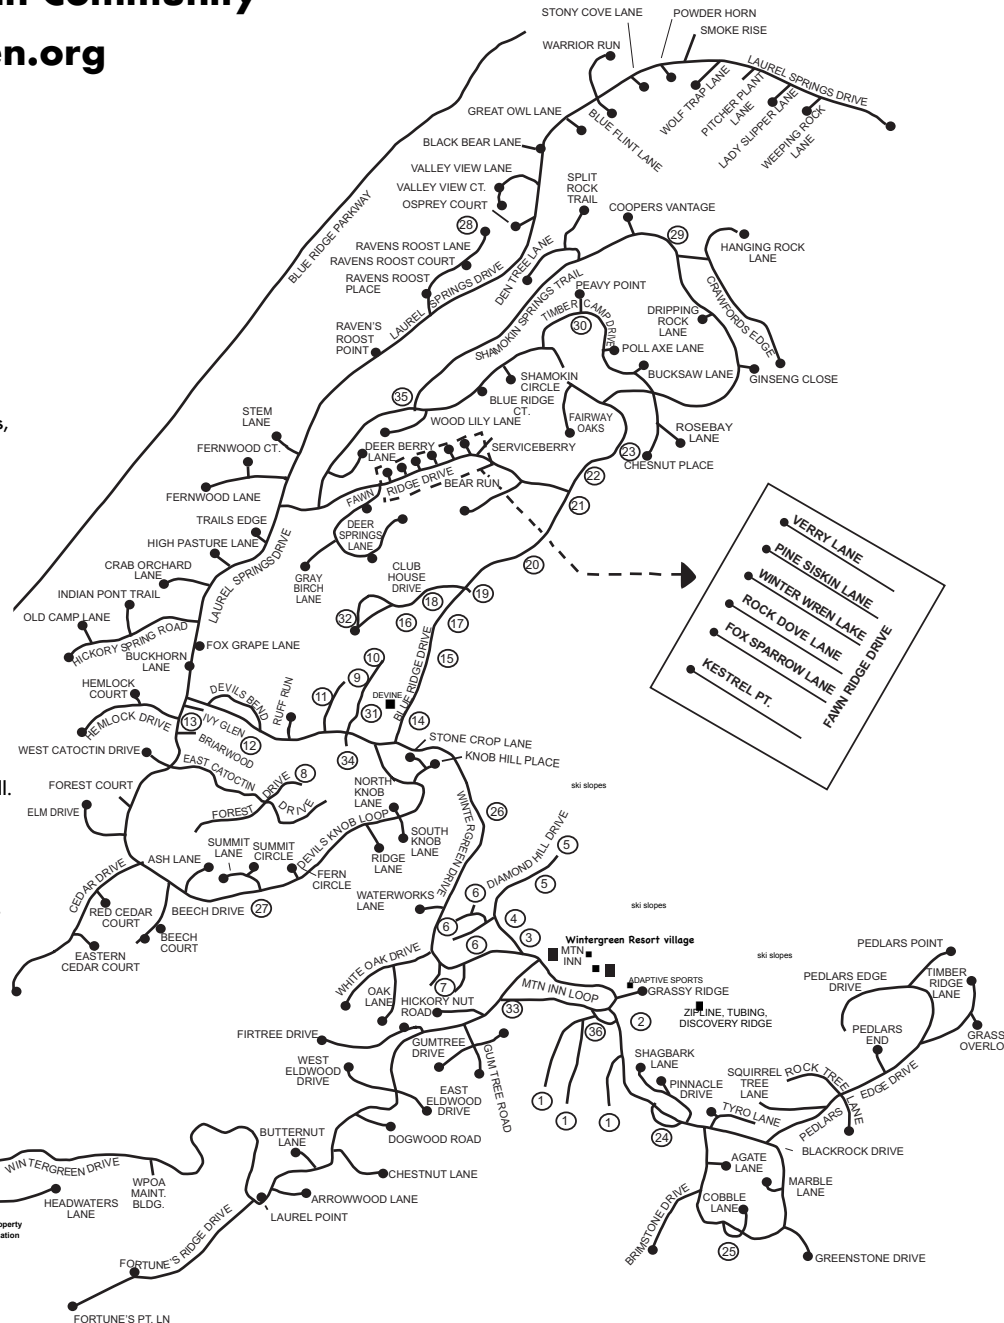 in Community
en.org
STONY COVE LANE
POWDER HORN
SMOKE RISE
WARRIOR RUN
LAUREL SPRINGS DRIVE
WOLF TRAP LANE
PITCHER PLANT
LANE
LADY SLIPPER LANE
WEEPING ROCK
LANE
GREAT OWL LANE
BLUE FLINT LANE
BLACK BEAR LANE
VALLEY VIEW LANE
VALLEY VIEW CT.
OSPREY COURT
28
SPLIT
ROCK
TRAIL
COOPERS VANTAGE
29
HANGING ROCK
LANE
BLUE RIDGE PARKWAY
RAVENS ROOST LANE
RAVENS ROOST COURT
RAVENS ROOST
PLACE
LAUREL SPRINGS DRIVE
DEN TREE LANE
SHAMOKIN SPRINGS TRAIL
PEAVY POINT
TIMBER CAMP DRIVE
30
DRIPPING
ROCK
LANE
CRAWFORDS EDGE
RAVEN'S
ROOST
POINT
POLL AXE LANE
BUCKSAW LANE
GINSENG CLOSE
SHAMOKIN
CIRCLE
BLUE RIDGE
CT.
35
WOOD LILY LANE
FAIRWAY
OAKS
ROSEBAY
LANE
23
CHESNUT PLACE
STEM
LANE
FERNWOOD CT.
FERNWOOD LANE
DEER BERRY
LANE
SERVICEBERRY
FAWN RIDGE DRIVE
BEAR RUN
22
21
20
s,
TRAILS EDGE
HIGH PASTURE LANE
CRAB ORCHARD
LANE
LAUREL SPRINGS DRIVE
DEER
SPRINGS
LANE
GRAY
BIRCH
LANE
CLUB
HOUSE
DRIVE
18
19
32
16
17
15
VERRY LANE
PINE SISKIN LANE
WINTER WREN LAKE
ROCK DOVE LANE
FOX SPARROW LANE
KESTREL PT.
FAWN RIDGE DRIVE
INDIAN PONT TRAIL
OLD CAMP LANE
HICKORY SPRING ROAD
FOX GRAPE LANE
BUCKHORN
LANE
10
9
11
31
DEVINE
BLUE RIDGE DRIVE
14
HEMLOCK
COURT
HEMLOCK DRIVE
DEVILS BEND
RUFF RUN
13
IVY GLEN
12
BRIARWOOD
34
STONE CROP LANE
KNOB HILL PLACE
WEST CATOCTIN DRIVE
EAST CATOCTIN DRIVE
8
FOREST DRIVE
FOREST COURT
ELM DRIVE
ll.
NORTH
KNOB
LANE
DEVILS KNOB LOOP
SOUTH
KNOB
LANE
RIDGE
LANE
WINTERGREEN DRIVE
26
ski slopes
SUMMIT
LANE
SUMMIT
CIRCLE
ASH LANE
FERN
CIRCLE
BEECH DRIVE
27
CEDAR DRIVE
RED CEDAR
COURT
BEECH
COURT
EASTERN
CEDAR COURT
WATERWORKS
LANE
DIAMOND HILL DRIVE
5
5
6
6
6
4
3
ski slopes
Wintergreen Resort village
MTN
INN
ski slopes
ADAPTIVE SPORTS
GRASSY RIDGE
ZIPLINE, TUBING,
DISCOVERY RIDGE
WHITE OAK DRIVE
OAK
LANE
7
HICKORY NUT
ROAD
MTN INN LOOP
33
36
2
PEDLARS POINT
PEDLARS EDGE
DRIVE
TIMBER
RIDGE
LANE
GRASS
OVERLO
PEDLARS
END
FIRTREE DRIVE
GUMTREE
DRIVE
WEST
ELDWOOD
DRIVE
EAST
ELDWOOD
DRIVE
GUM TREE ROAD
1
1
1
SHAGBARK
LANE
PINNACLE
DRIVE
24
SQUIRREL
TREE
LANE
ROCK TREE LANE
TYRO LANE
PEDLARS EDGE DRIVE
BLACKROCK DRIVE
BUTTERNUT
LANE
DOGWOOD ROAD
CHESTNUT LANE
ARROWWOOD LANE
LAUREL POINT
AGATE
LANE
MARBLE
LANE
COBBLE
LANE
BRIMSTONE DRIVE
25
GREENSTONE DRIVE
WINTERGREEN DRIVE
HEADWATERS
LANE
WPOA
MAINT.
BLDG.
operty
ation
FORTUNE'S RIDGE DRIVE
FORTUNE'S PT. LN